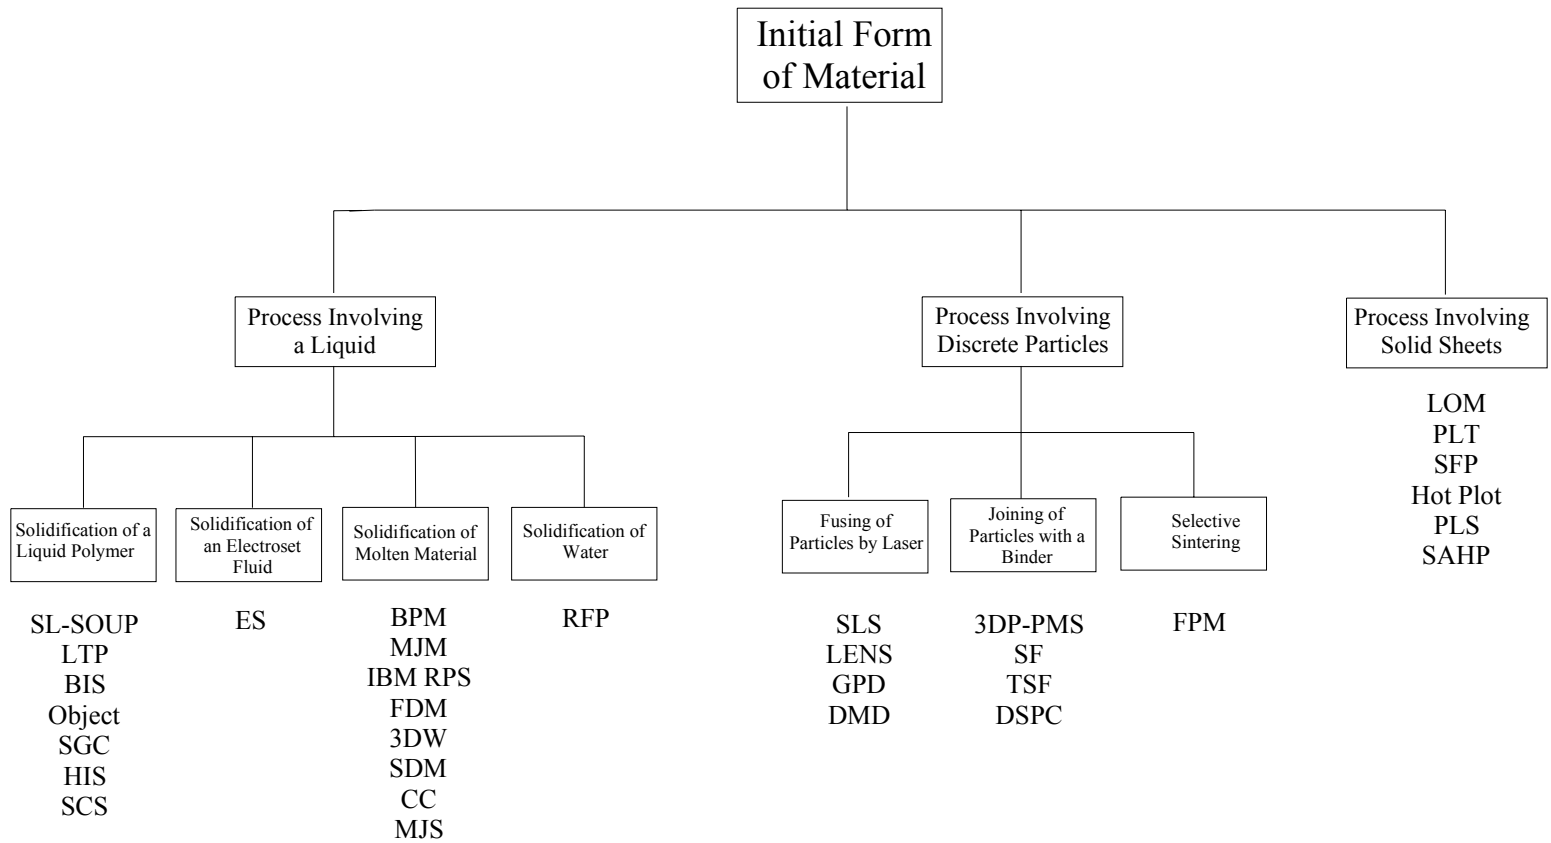 Initial Form
of Material
Process Involving
a Liquid
Process Involving
Discrete Particles
Process Involving
Solid Sheets
LOM
PLT
SFP
Hot Plot
PLS
SAHP
Solidification of a
Liquid Polymer
Solidification of
an Electroset
Fluid
Solidification of
Molten Material
Solidification of
Water
Fusing of
Particles by Laser
Joining of
Particles with a
Binder
Selective
Sintering
SL-SOUP
LTP
BIS
Object
SGC
HIS
SCS
ES
BPM
MJM
IBM RPS
FDM
3DW
SDM
CC
MJS
RFP
SLS
LENS
GPD
DMD
3DP-PMS
SF
TSF
DSPC
FPM